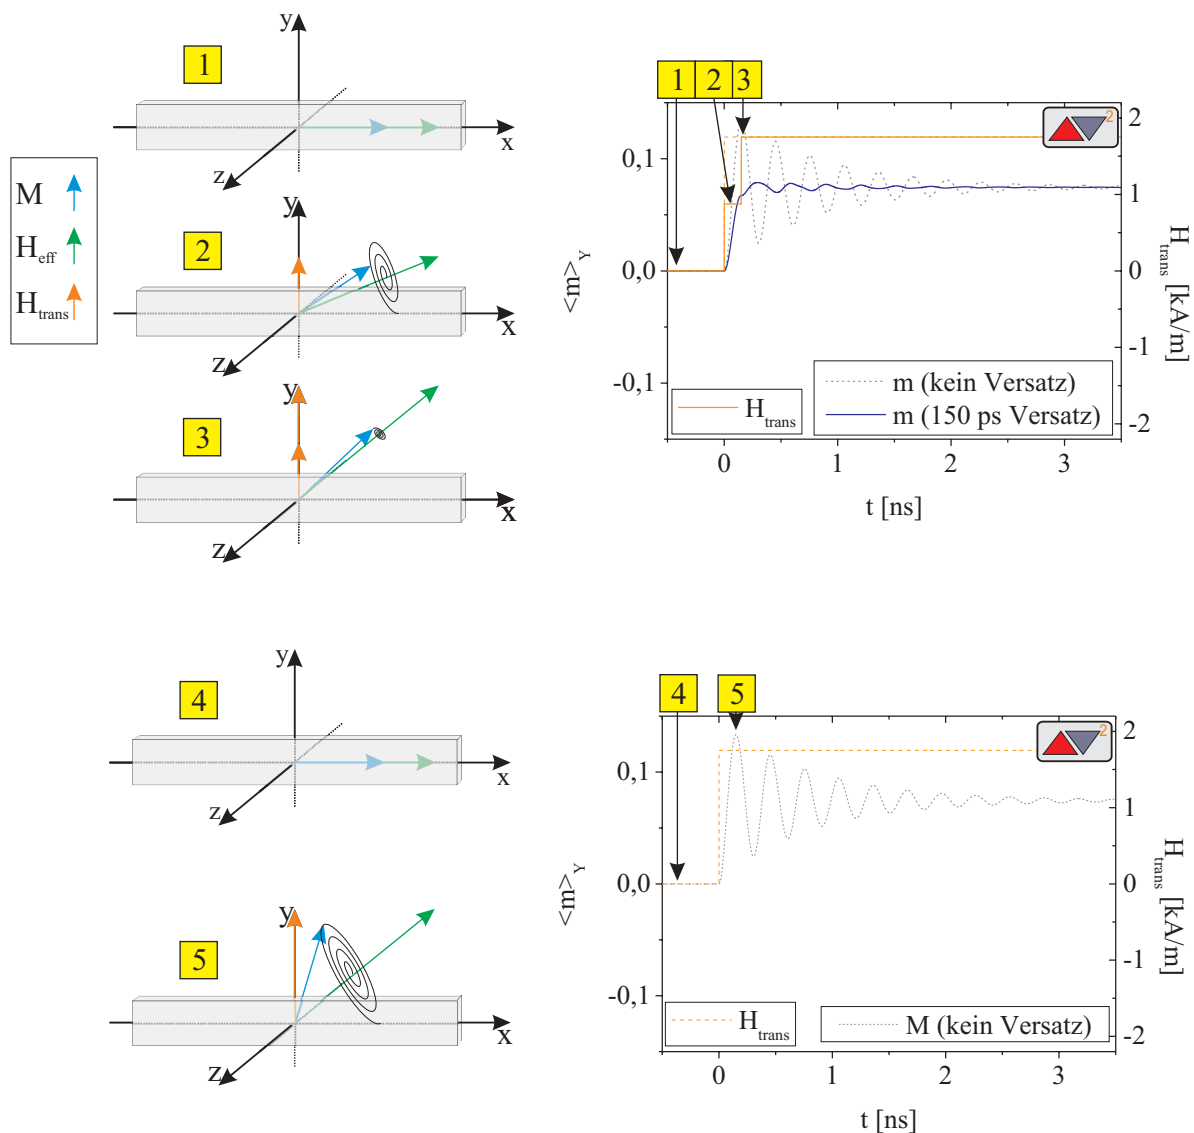 1
y
x
z
M
H_eff
H_trans
2
y
x
z
3
y
x
z
1 2 3
0,1
0,0
-0,1
<m>_Y
2
1
0
-1
-2
H_trans [kA/m]
2
H_trans
m (kein Versatz)
m (150 ps Versatz)
0 1 2 3
t [ns]
4
y
x
z
5
y
x
z
4 5
0,1
0,0
-0,1
<m>_Y
2
1
0
-1
-2
H_trans [kA/m]
2
H_trans
M (kein Versatz)
0 1 2 3
t [ns]